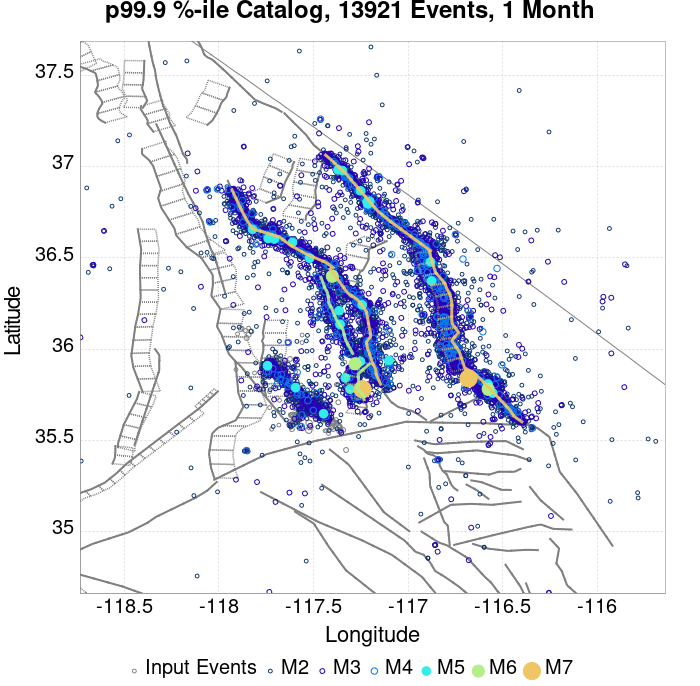 p99.9 %-ile Catalog, 13921 Events, 1 Month
37.5
37
36.5
36
35.5
35
Latitude
-118.5 -118 -117.5 -117 -116.5 -116
Longitude
Input Events M2 M3 M4 M5 M6 M7